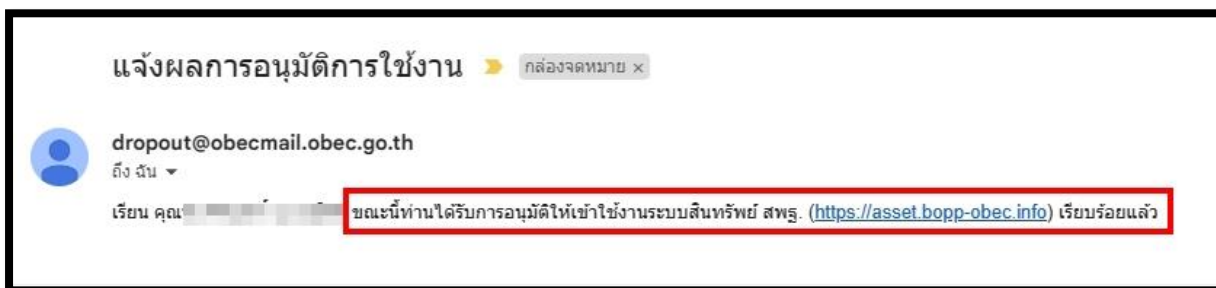 แจ้งผลการอนุมัติการใช้งาน กล่องจดหมาย ×
dropout@obecmail.obec.go.th
ถึง ฉัน
เรียน คุณ ขณะนี้ท่านได้รับการอนุมัติให้เข้าใช้งานระบบสินทรัพย์ สพฐ. (https://asset.bopp-obec.info) เรียบร้อยแล้ว